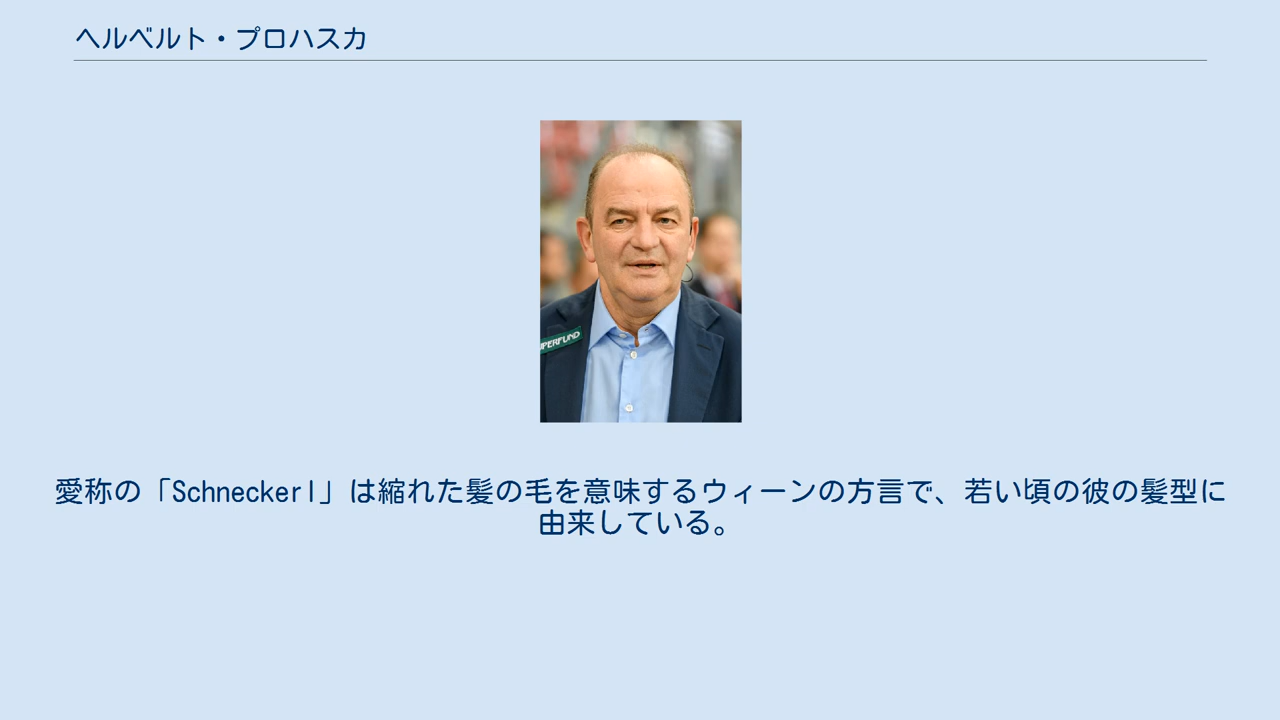 ヘルベルト・プロハスカ
UPERFUND
愛称の「Schneckerl」は縮れた髪の毛を意味するウィーンの方言で、若い頃の彼の髪型に
由来している。